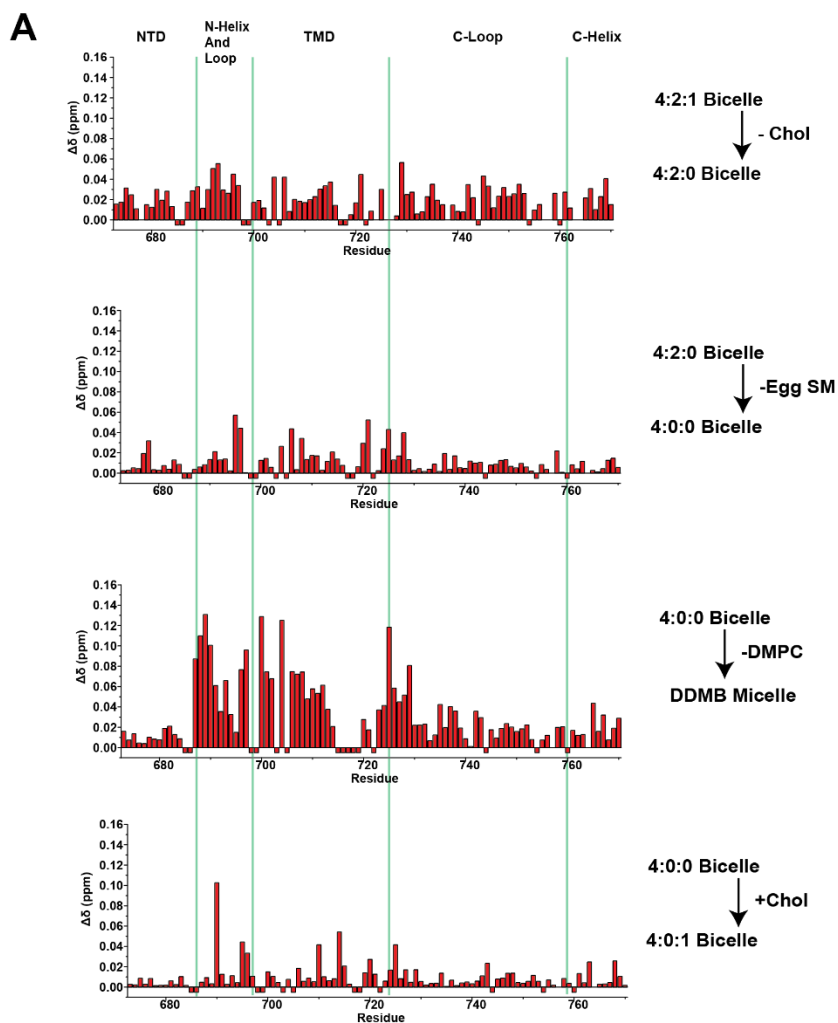 A
NTD
N-Helix
And
Loop
TMD
C-Loop
C-Helix
Δδ (ppm)
0.16
0.14
0.12
0.10
0.08
0.06
0.04
0.02
0.00
680
700
720
740
760
Residue
4:2:1 Bicelle
- Chol
4:2:0 Bicelle
Δδ (ppm)
0.16
0.14
0.12
0.10
0.08
0.06
0.04
0.02
0.00
680
700
720
740
760
Residue
4:2:0 Bicelle
-Egg SM
4:0:0 Bicelle
Δδ (ppm)
0.16
0.14
0.12
0.10
0.08
0.06
0.04
0.02
0.00
680
700
720
740
760
Residue
4:0:0 Bicelle
-DMPC
DDMB Micelle
Δδ (ppm)
0.16
0.14
0.12
0.10
0.08
0.06
0.04
0.02
0.00
680
700
720
740
760
Residue
4:0:0 Bicelle
+Chol
4:0:1 Bicelle